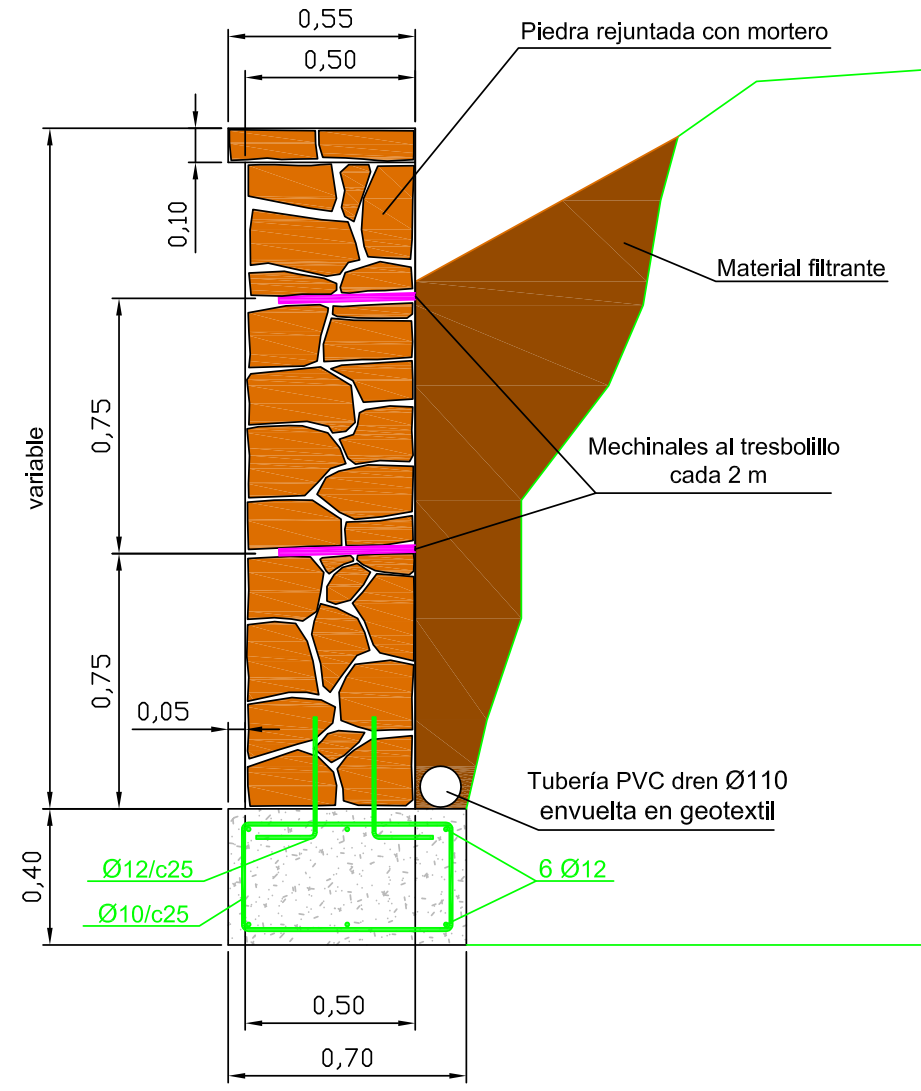 0,55
Piedra rejuntada con mortero
0,50
0,10
Material filtrante
variable
0,75
Mechinales al tresbolillo
cada 2 m
0,75
0,05
Tubería PVC dren Ø110
envuelta en geotextil
0,40
Ø12/c25
6 Ø12
Ø10/c25
0,50
0,70